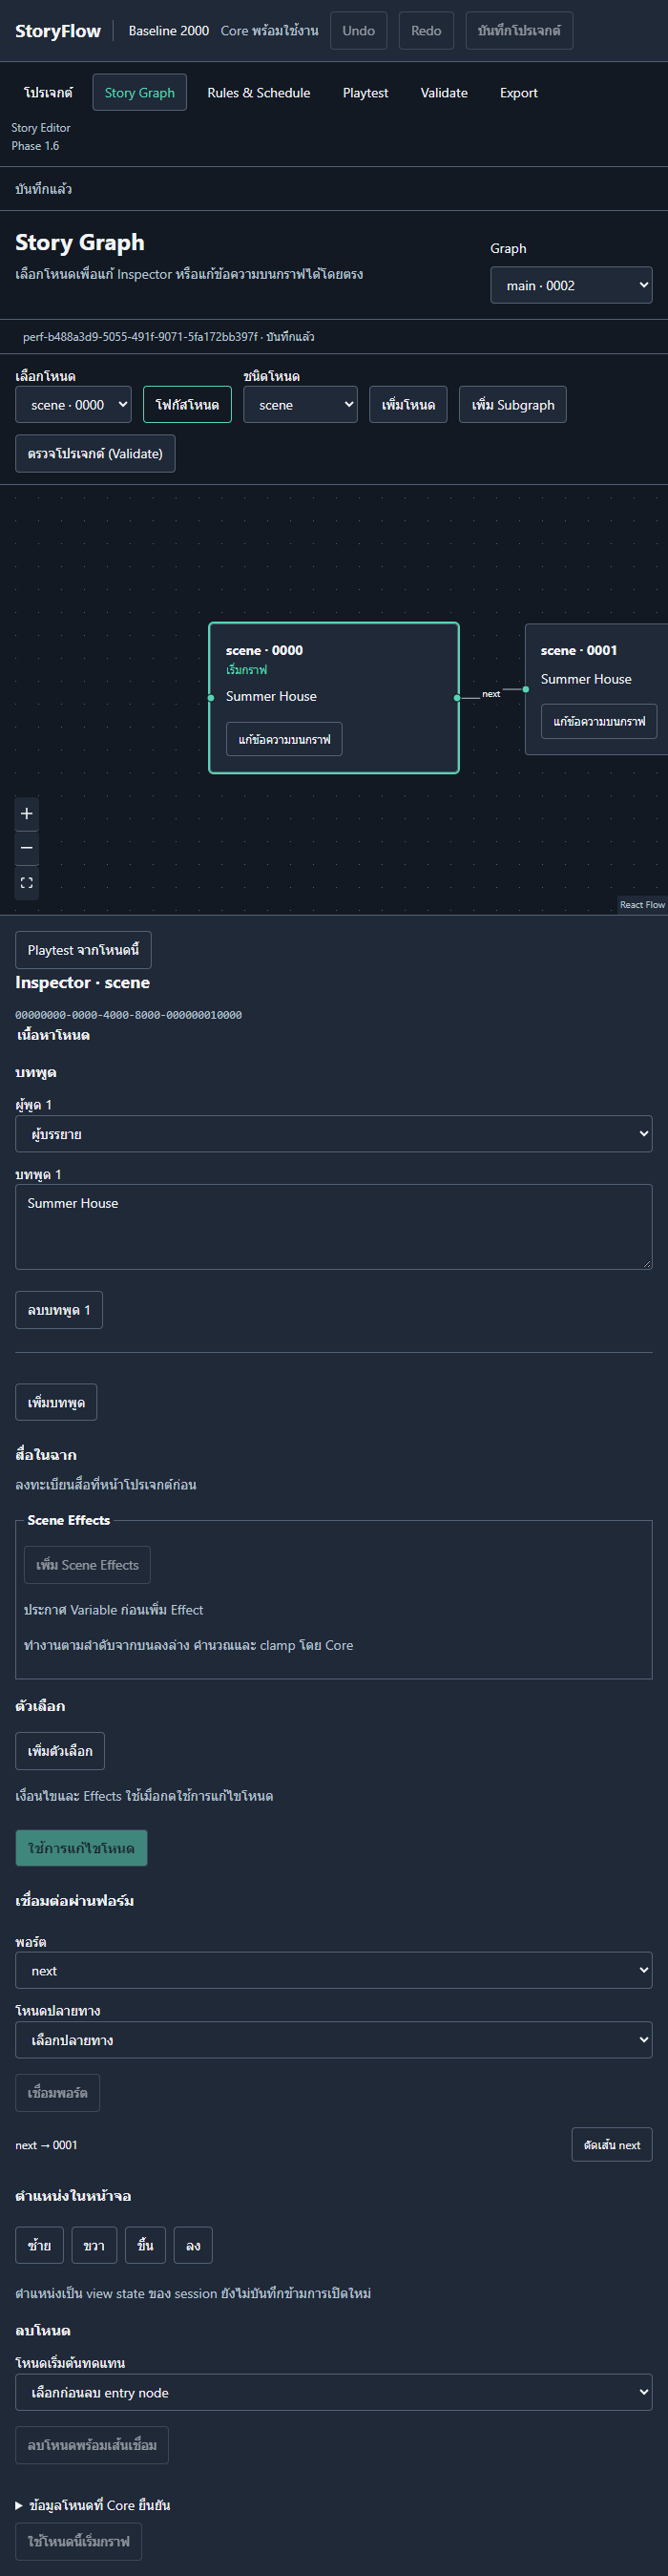 StoryFlow Baseline 2000 Core พร้อมใช้งาน Undo Redo บันทึกโปรเจกต์
โปรเจกต์ Story Graph Rules & Schedule Playtest Validate Export
Story Editor
Phase 1.6
บันทึกแล้ว
Story Graph
เลือกโหนดเพื่อแก้ Inspector หรือแก้ข้อความบนกราฟได้โดยตรง
Graph
main · 0002
perf-b488a3d9-5055-491f-9071-5fa172bb397f · บันทึกแล้ว
เลือกโหนด ชนิดโหนด
scene · 0000 โฟกัสโหนด scene เพิ่มโหนด เพิ่ม Subgraph
ตรวจโปรเจกต์ (Validate)
scene · 0000
เริ่มกราฟ
Summer House
แก้ข้อความบนกราฟ
next
scene · 0001
Summer House
แก้ข้อความบนกราฟ
React Flow
Playtest จากโหนดนี้
Inspector · scene
00000000-0000-4000-8000-000000010000
เนื้อหาโหนด
บทพูด
ผู้พูด 1
ผู้บรรยาย
บทพูด 1
Summer House
ลบบทพูด 1
เพิ่มบทพูด
สื่อในฉาก
ลงทะเบียนสื่อที่หน้าโปรเจกต์ก่อน
Scene Effects
เพิ่ม Scene Effects
ประกาศ Variable ก่อนเพิ่ม Effect
ทำงานตามลำดับจากบนลงล่าง คำนวณและ clamp โดย Core
ตัวเลือก
เพิ่มตัวเลือก
เงื่อนไขและ Effects ใช้เมื่อกดใช้การแก้ไขโหนด
ใช้การแก้ไขโหนด
เชื่อมต่อผ่านฟอร์ม
พอร์ต
next
โหนดปลายทาง
เลือกปลายทาง
เชื่อมพอร์ต
next → 0001 ตัดเส้น next
ตำแหน่งในหน้าจอ
ซ้าย ขวา ขึ้น ลง
ตำแหน่งเป็น view state ของ session ยังไม่บันทึกข้ามการเปิดใหม่
ลบโหนด
โหนดเริ่มต้นทดแทน
เลือกก่อนลบ entry node
ลบโหนดพร้อมเส้นเชื่อม
ข้อมูลโหนดที่ Core ยืนยัน
ใช้โหนดนี้เริ่มกราฟ